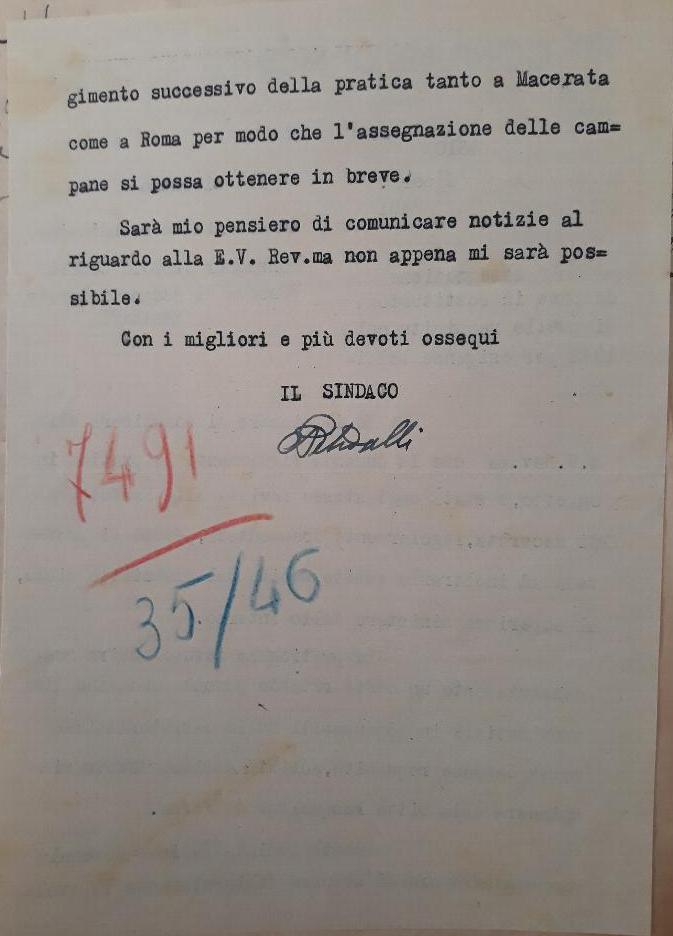 gimento successivo della pratica tanto a Macerata
come a Roma per modo che l'assegnazione delle cam=
pane si possa ottenere in breve.
Sarà mio pensiero di comunicare notizie al
riguardo alla E.V. Rev.ma non appena mi sarà pos=
sibile.
Con i migliori e più devoti ossequi
IL SINDACO
7491
35/46